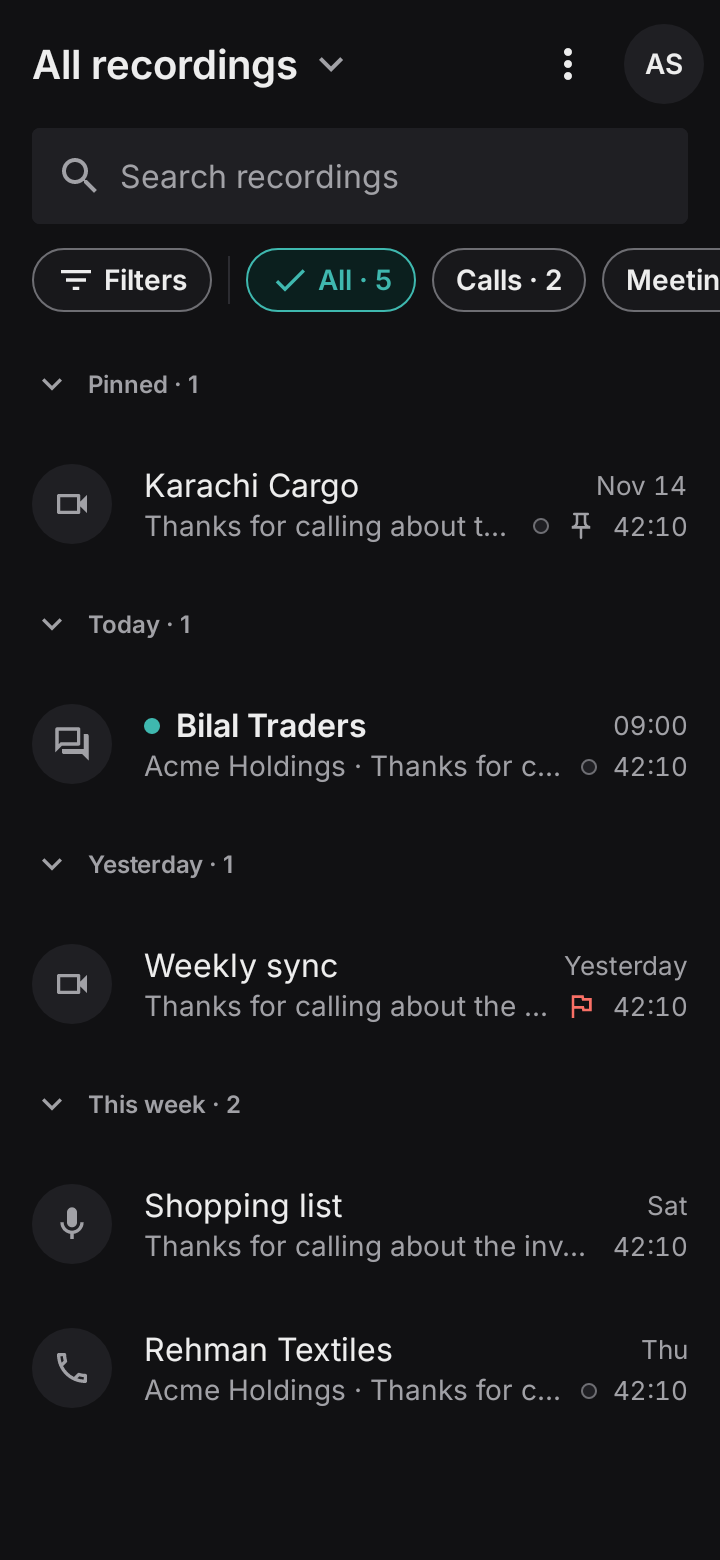 All recordings
AS
Search recordings
Filters
All · 5
Calls · 2
Meetin
Pinned · 1
Karachi Cargo
Nov 14
Thanks for calling about t...
42:10
Today · 1
Bilal Traders
09:00
Acme Holdings · Thanks for c...
42:10
Yesterday · 1
Weekly sync
Yesterday
Thanks for calling about the ...
42:10
This week · 2
Shopping list
Sat
Thanks for calling about the inv...
42:10
Rehman Textiles
Thu
Acme Holdings · Thanks for c...
42:10